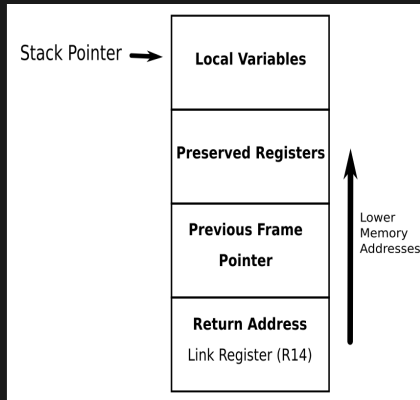 Stack Pointer
Local Variables
Preserved Registers
Previous Frame
Pointer
Return Address
Link Register (R14)
Lower
Memory
Addresses